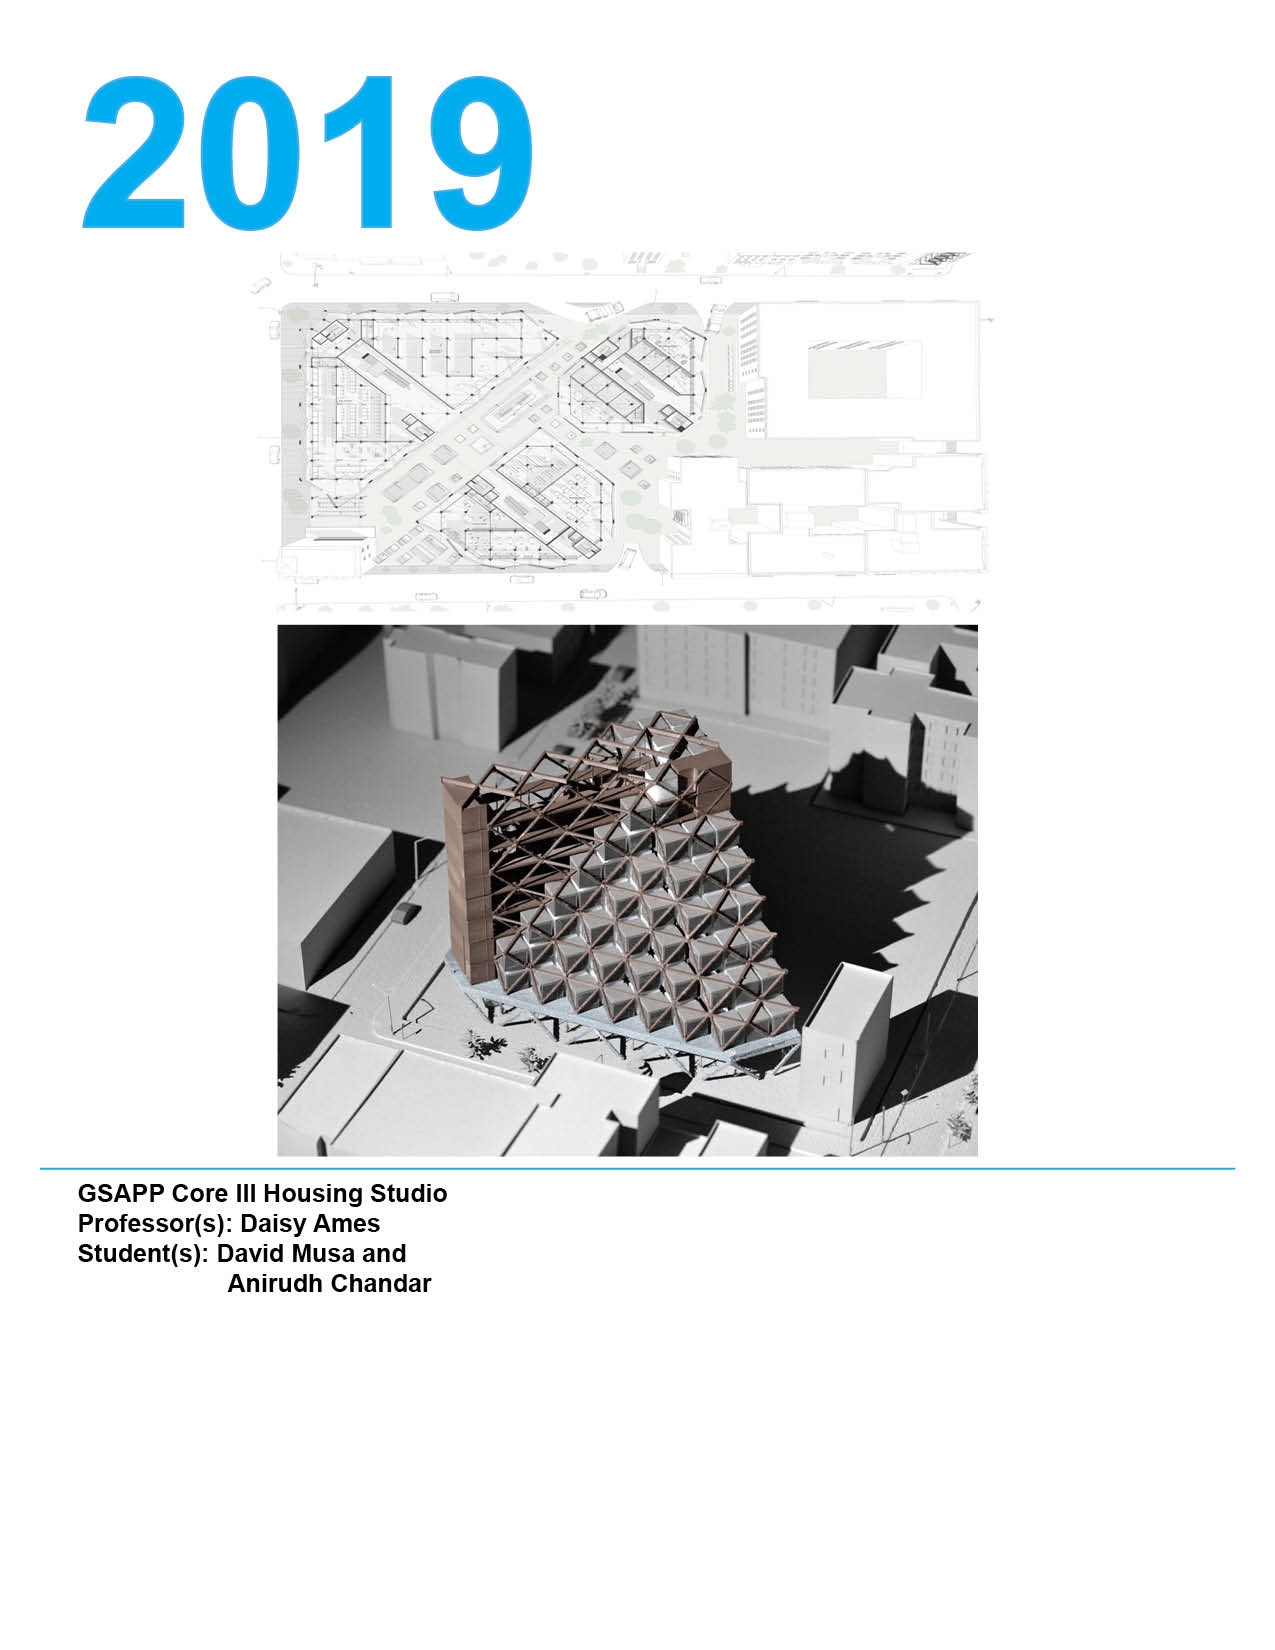 2019
GSAPP Core III Housing Studio
Professor(s): Daisy Ames
Student(s): David Musa and
Anirudh Chandar